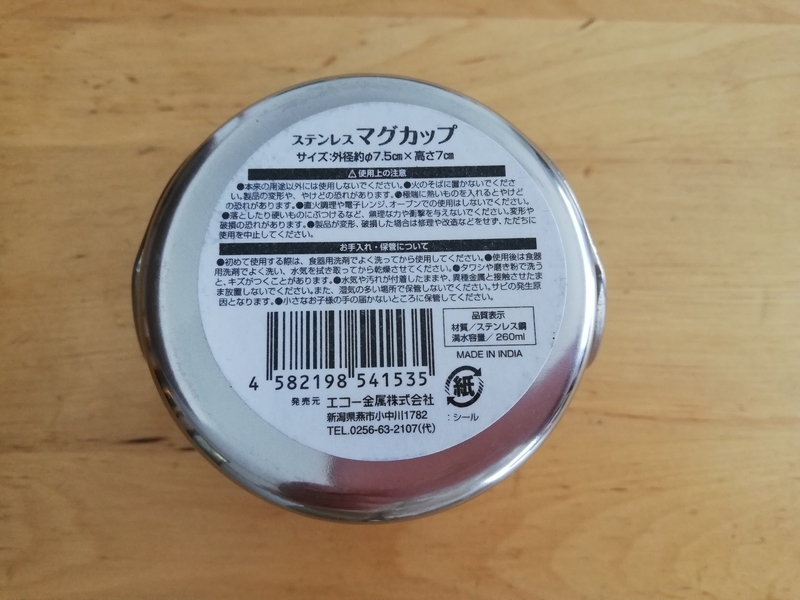 ステンレスマグカップ
サイズ:外径約φ7.5㎝×高さ7㎝
⚠使用上の注意
●本来の用途以外には使用しないでください。●火のそばに置かないでくださ
い。製品の変形や、やけどの恐れがあります。●極端に熱いものを入れるとやけど
の恐れがあります。●直火調理や電子レンジ、オーブンでの使用はしないでください。
●落としたり硬いものにぶつけるなど、無理な力や衝撃を与えないでください。変形や
破損の恐れがあります。●製品が変形、破損した場合は修理や改造などをせず、ただちに
使用を中止してください。
お手入れ・保管について
●初めて使用する際は、食器用洗剤でよく洗ってから使用してください。●使用後は食器
用洗剤でよく洗い、水気を拭き取ってから乾燥させてください。●タワシや磨き粉で洗う
と、キズがつくことがあります。●水気や汚れが付着したままや、異種金属と接触させたま
ま放置しないでください。また、湿気の多い場所で保管しないでください。サビの発生原
因となります。●小さなお子様の手の届かないところに保管してください。
品質表示
材質/ステンレス鋼
満水容量/260ml
MADE IN INDIA
4 582198 541535
紙
:シール
発売元 エコー金属株式会社
新潟県燕市小中川1782
TEL.0256-63-2107(代)